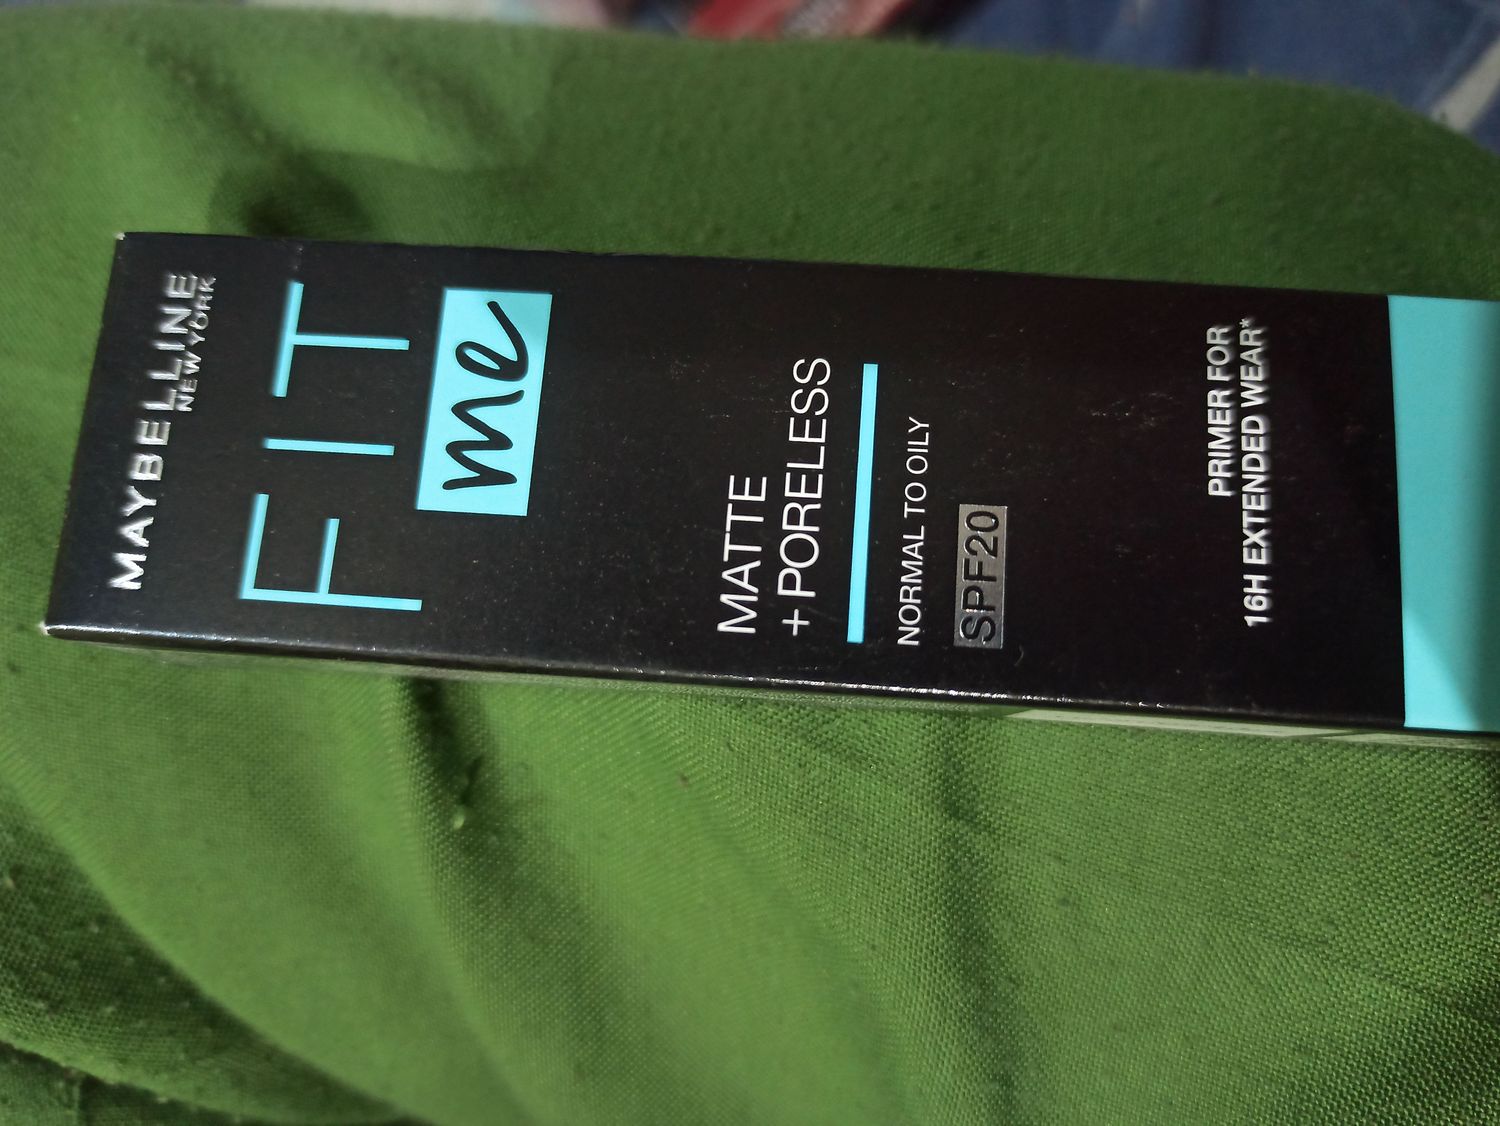 MAYBELLINE
NEW YORK
FIT
me
MATTE
+ PORELESS
NORMAL TO OILY
SPF20
PRIMER FOR
16H EXTENDED WEAR*